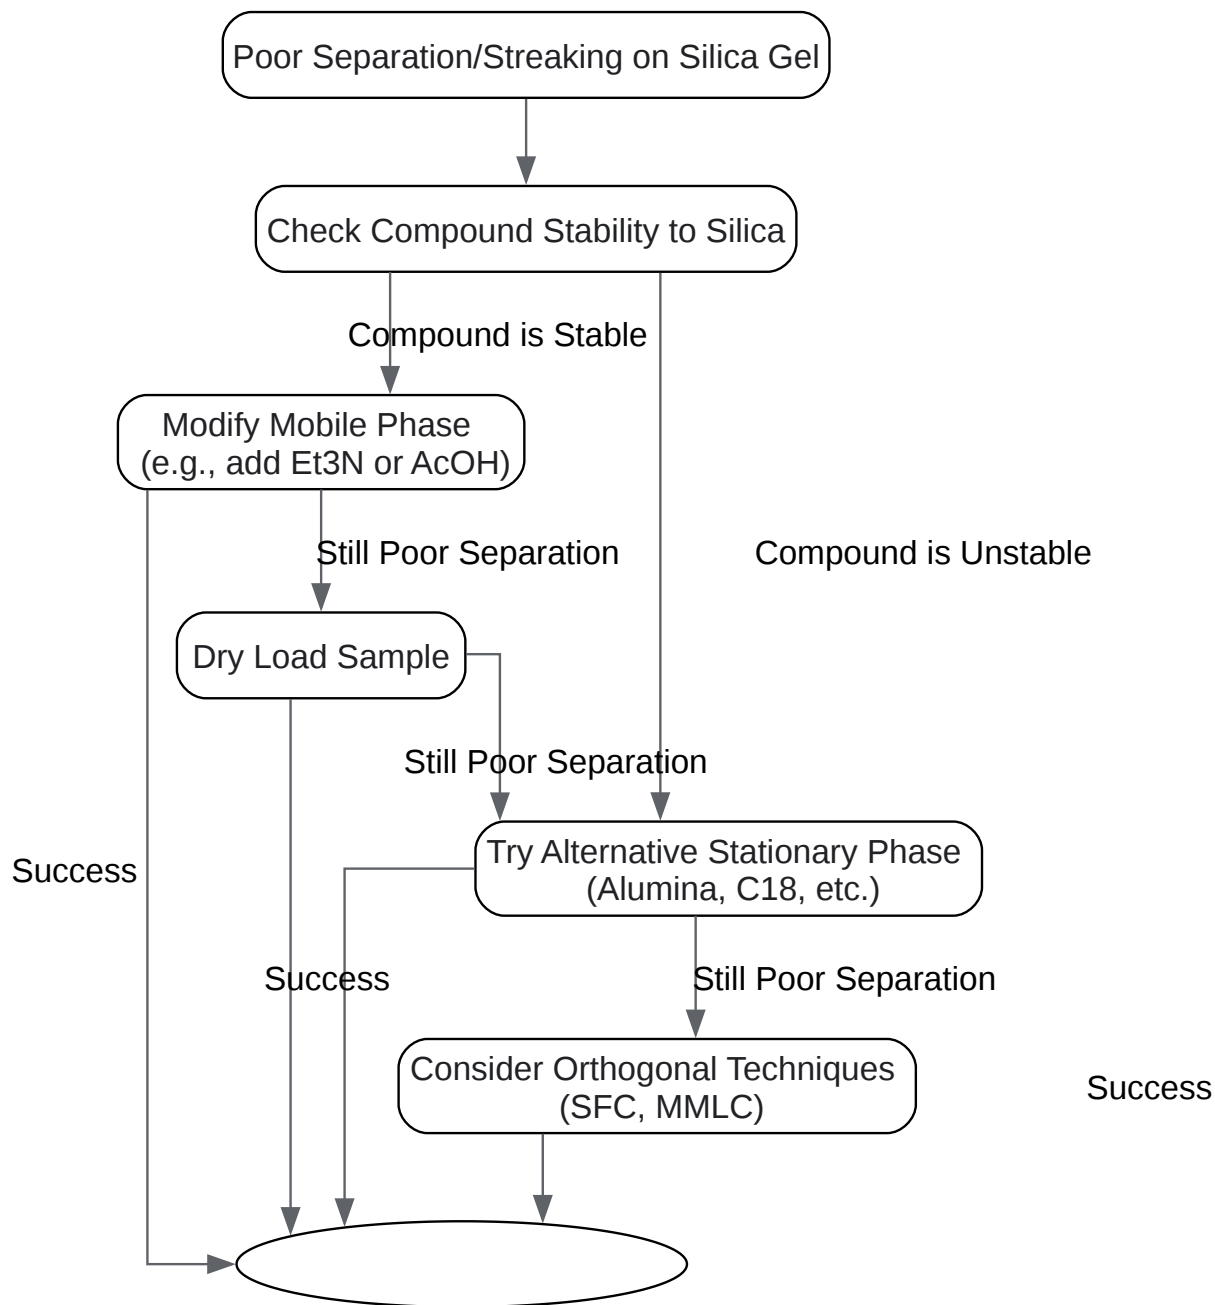 Poor Separation/Streaking on Silica Gel
Check Compound Stability to Silica
Compound is Stable
Modify Mobile Phase
(e.g., add Et3N or AcOH)
Still Poor Separation
Compound is Unstable
Dry Load Sample
Still Poor Separation
Try Alternative Stationary Phase
(Alumina, C18, etc.)
Success
Success
Still Poor Separation
Consider Orthogonal Techniques
(SFC, MMLC)
Success